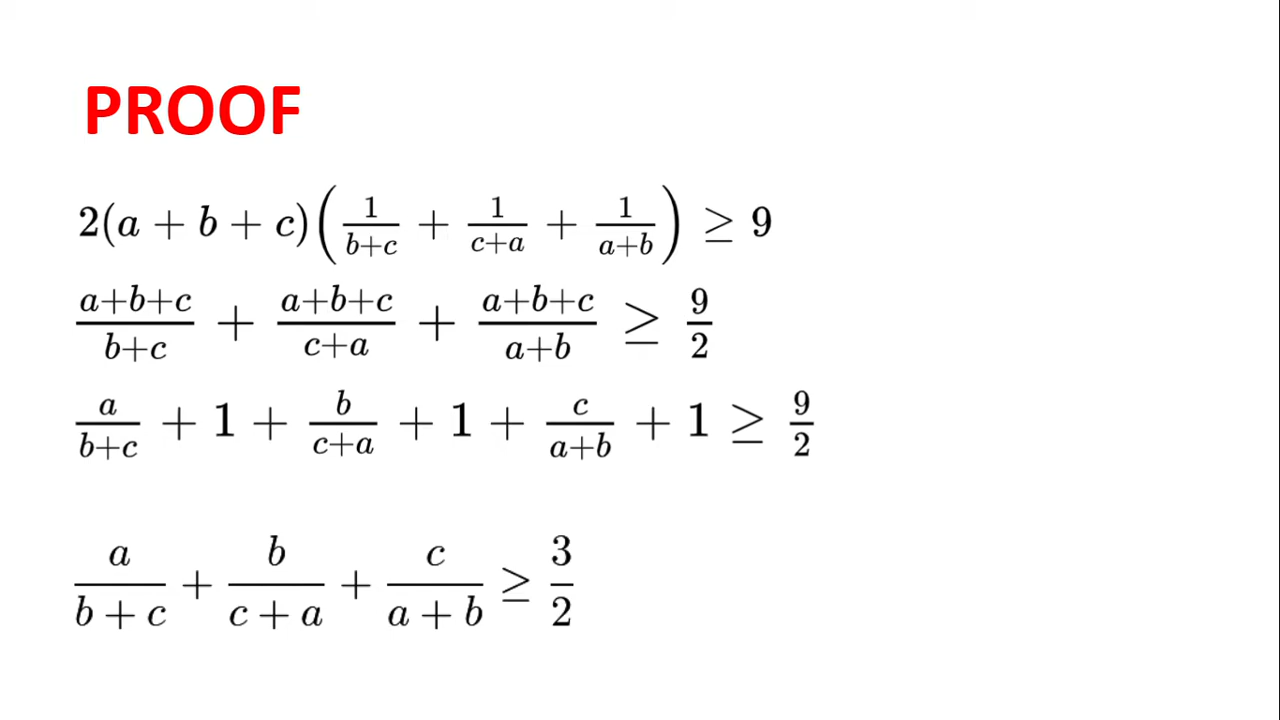 PROOF
2(a + b + c)(1/(b+c) + 1/(c+a) + 1/(a+b)) ≥ 9
(a+b+c)/(b+c) + (a+b+c)/(c+a) + (a+b+c)/(a+b) ≥ 9/2
a/(b+c) + 1 + b/(c+a) + 1 + c/(a+b) + 1 ≥ 9/2
a/(b + c) + b/(c + a) + c/(a + b) ≥ 3/2